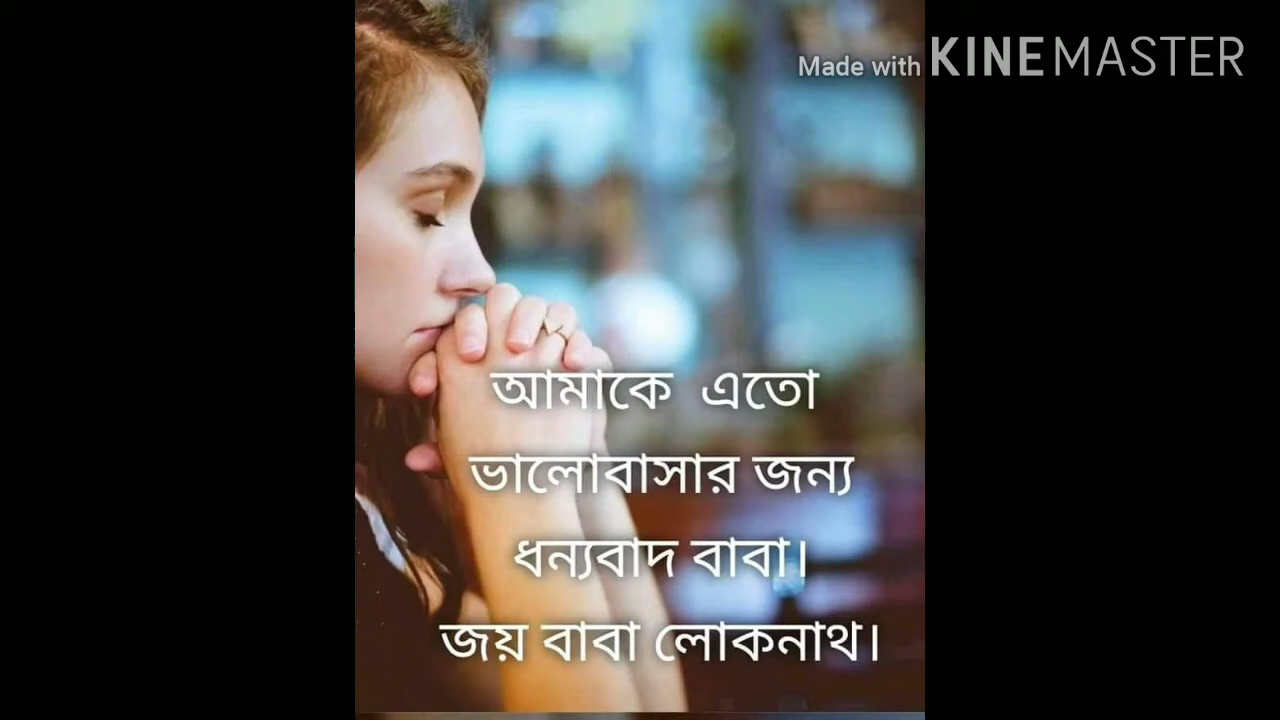 Made with KINEMASTER
আমাকে এতো
ভালোবাসার জন্য
ধন্যবাদ বাবা।
জয় বাবা লোকনাথ।